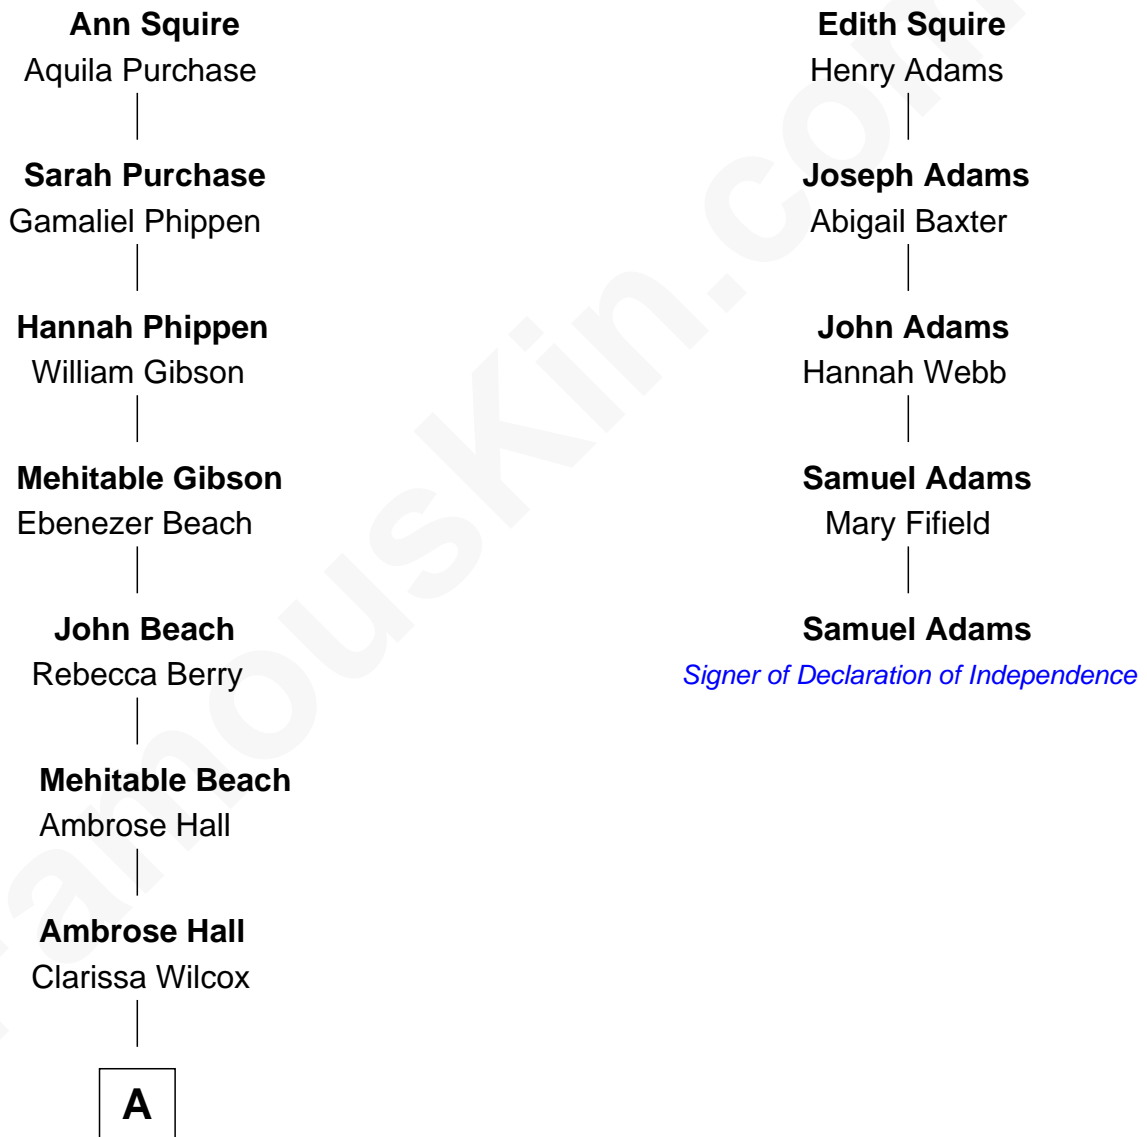 Ann Squire
Aquila Purchase
Sarah Purchase
Gamaliel Phippen
Hannah Phippen
William Gibson
Mehitable Gibson
Ebenezer Beach
John Beach
Rebecca Berry
Mehitable Beach
Ambrose Hall
Ambrose Hall
Clarissa Wilcox
A
Edith Squire
Henry Adams
Joseph Adams
Abigail Baxter
John Adams
Hannah Webb
Samuel Adams
Mary Fifield
Samuel Adams
Signer of Declaration of Independence
FamousKin.com